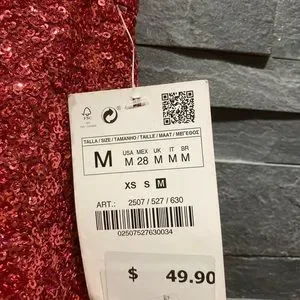 FSC
TALLA / SIZE / TAMANHO / TAILLE / MAAT / ΜΕΓΕΘΟΣ
M
USA MEX UK IT BR
M 28 M M M
XS S M
ART.: 2507 / 527 / 630
02507527630034
$ 49.90